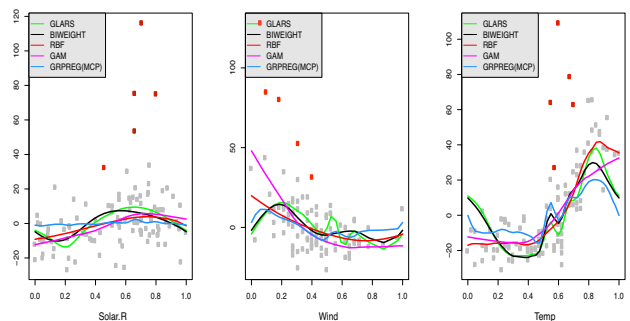 120
100
80
60
40
20
0
-20
GLARS
BIWEIGHT
RBF
GAM
GRPREG(MCP)
0.0 0.2 0.4 0.6 0.8 1.0
Solar.R
100
50
0
GLARS
BIWEIGHT
RBF
GAM
GRPREG(MCP)
0.0 0.2 0.4 0.6 0.8 1.0
Wind
100
80
60
40
20
0
-20
GLARS
BIWEIGHT
RBF
GAM
GRPREG(MCP)
0.0 0.2 0.4 0.6 0.8 1.0
Temp